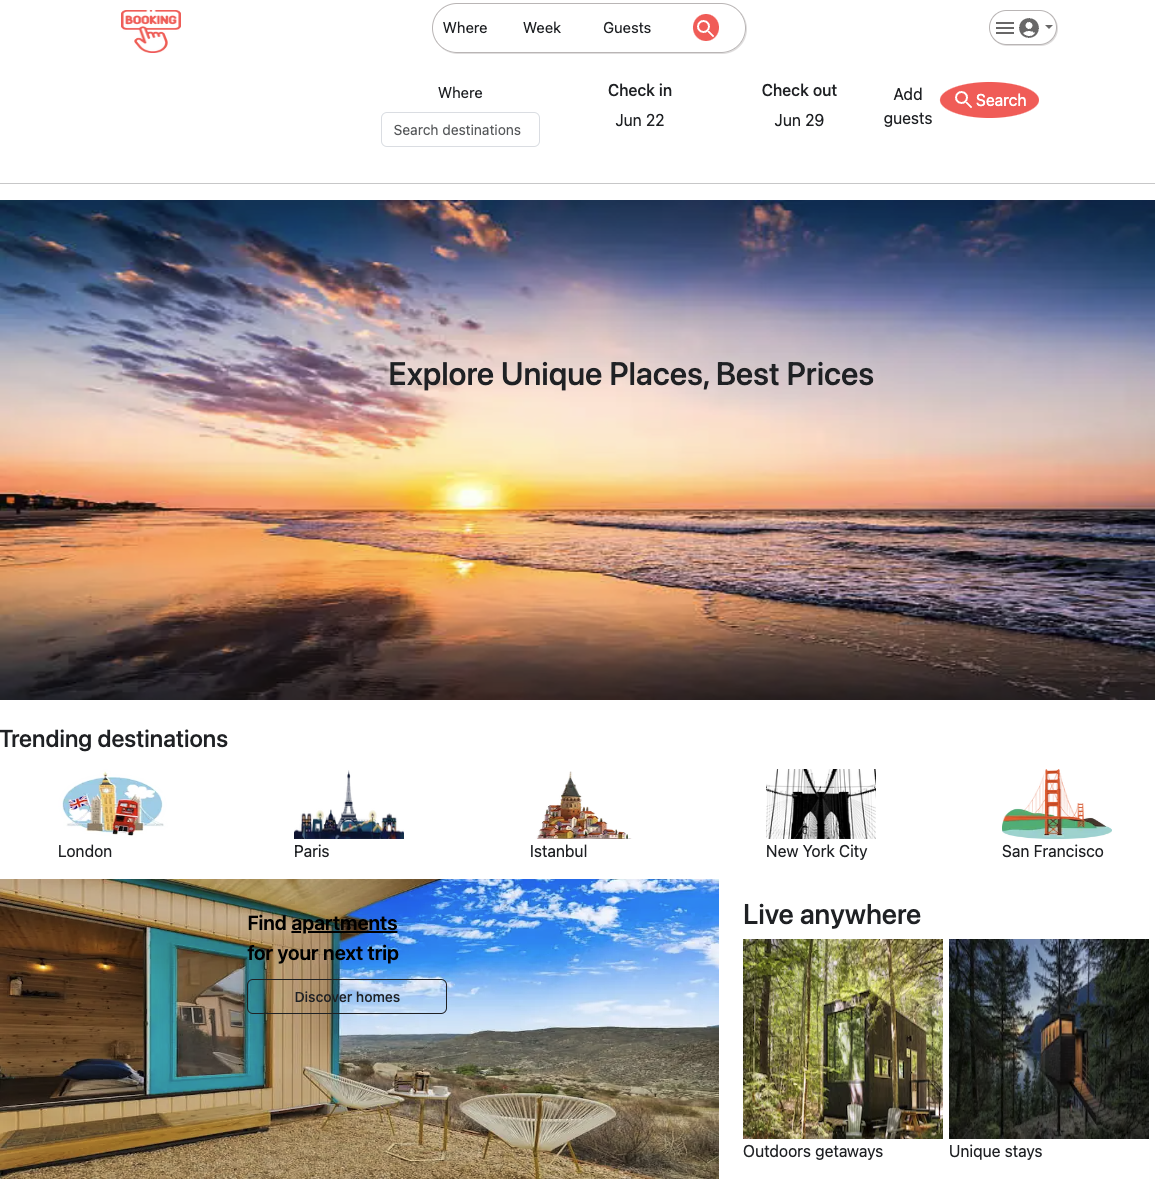 BOOKING
Where Week Guests
Where
Search destinations
Check in
Jun 22
Check out
Jun 29
Add
guests
Search
Explore Unique Places, Best Prices
Trending destinations
London
Paris
Istanbul
New York City
San Francisco
Find apartments
for your next trip
Discover homes
Live anywhere
Outdoors getaways
Unique stays